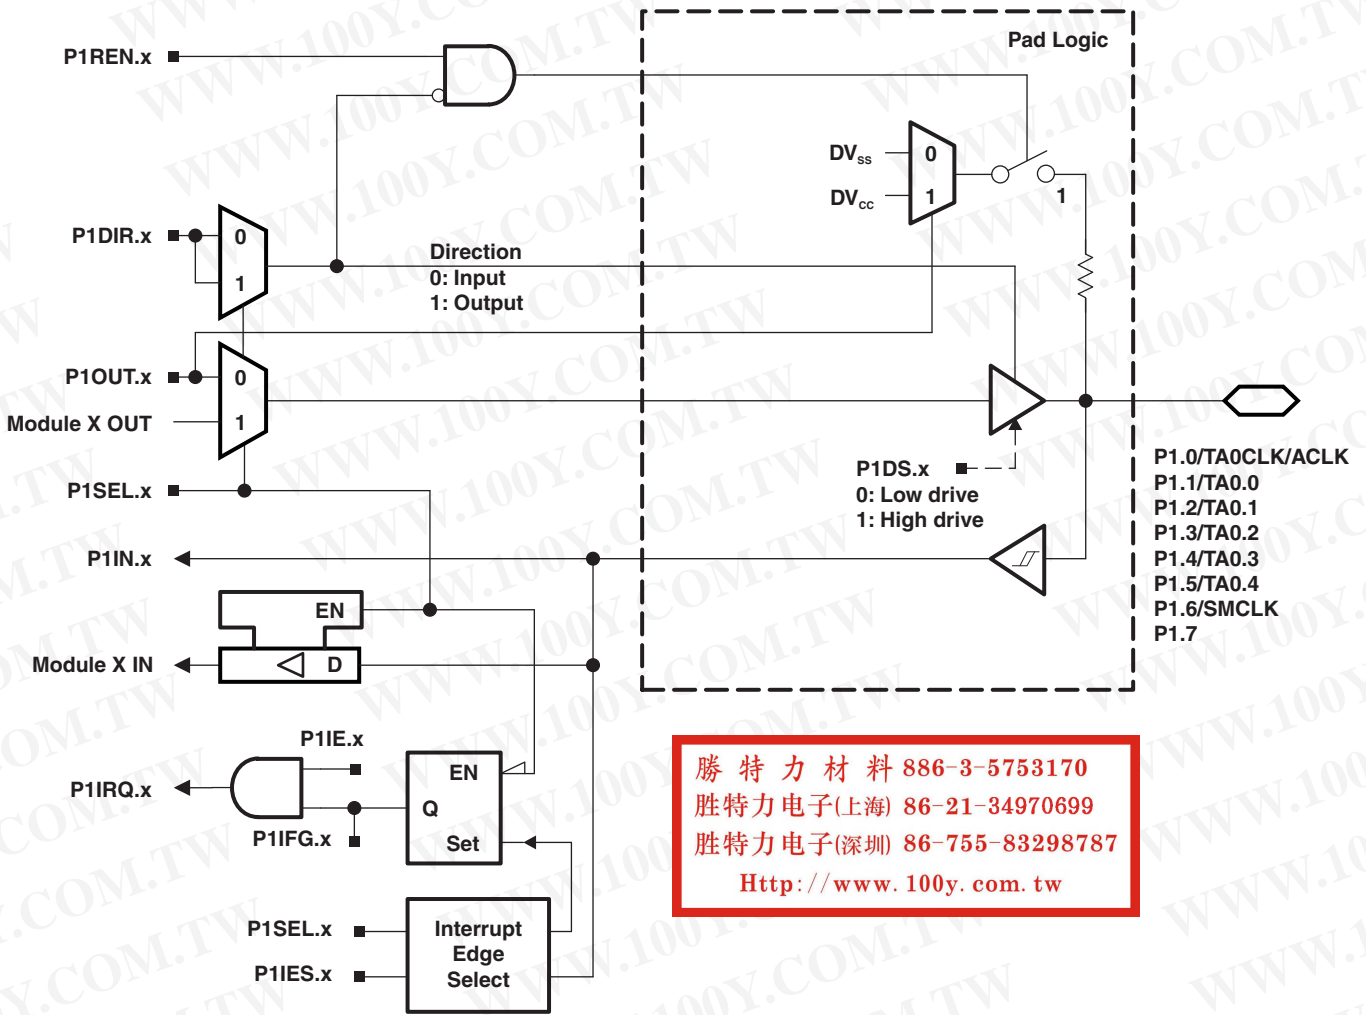 Pad Logic
P1REN.x
DVSS
0
DVCC
1
1
P1DIR.x
0
1
Direction
0: Input
1: Output
P1OUT.x
0
Module X OUT
1
P1DS.x
0: Low drive
1: High drive
P1.0/TA0CLK/ACLK
P1.1/TA0.0
P1.2/TA0.1
P1.3/TA0.2
P1.4/TA0.3
P1.5/TA0.4
P1.6/SMCLK
P1.7
P1SEL.x
P1IN.x
EN
Module X IN
D
P1IE.x
P1IRQ.x
EN
Q
P1IFG.x
Set
P1SEL.x
P1IES.x
Interrupt
Edge
Select
勝 特 力 材 料 886-3-5753170
胜特力电子(上海) 86-21-34970699
胜特力电子(深圳) 86-755-83298787
Http://www.100y.com.tw
WWW.100Y.COM.TW